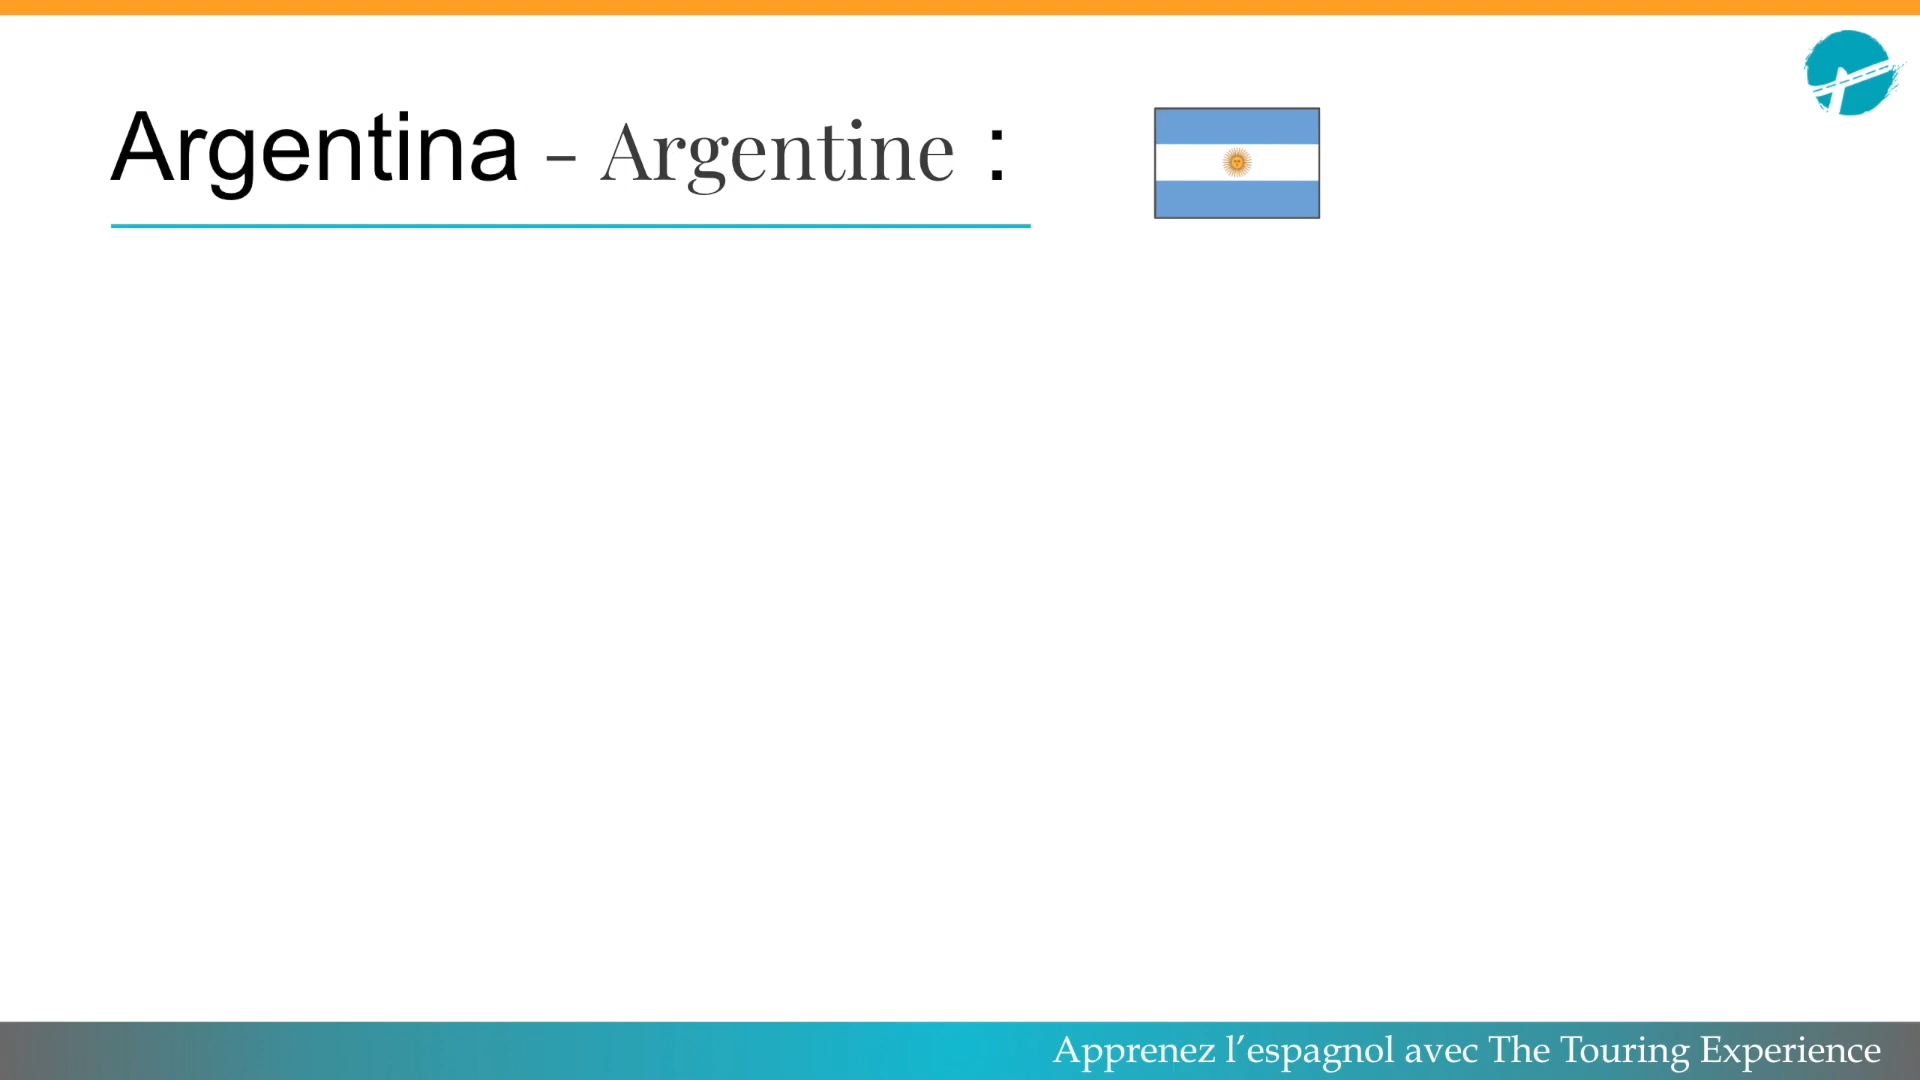 Argentina - Argentine :
Apprenez l’espagnol avec The Touring Experience